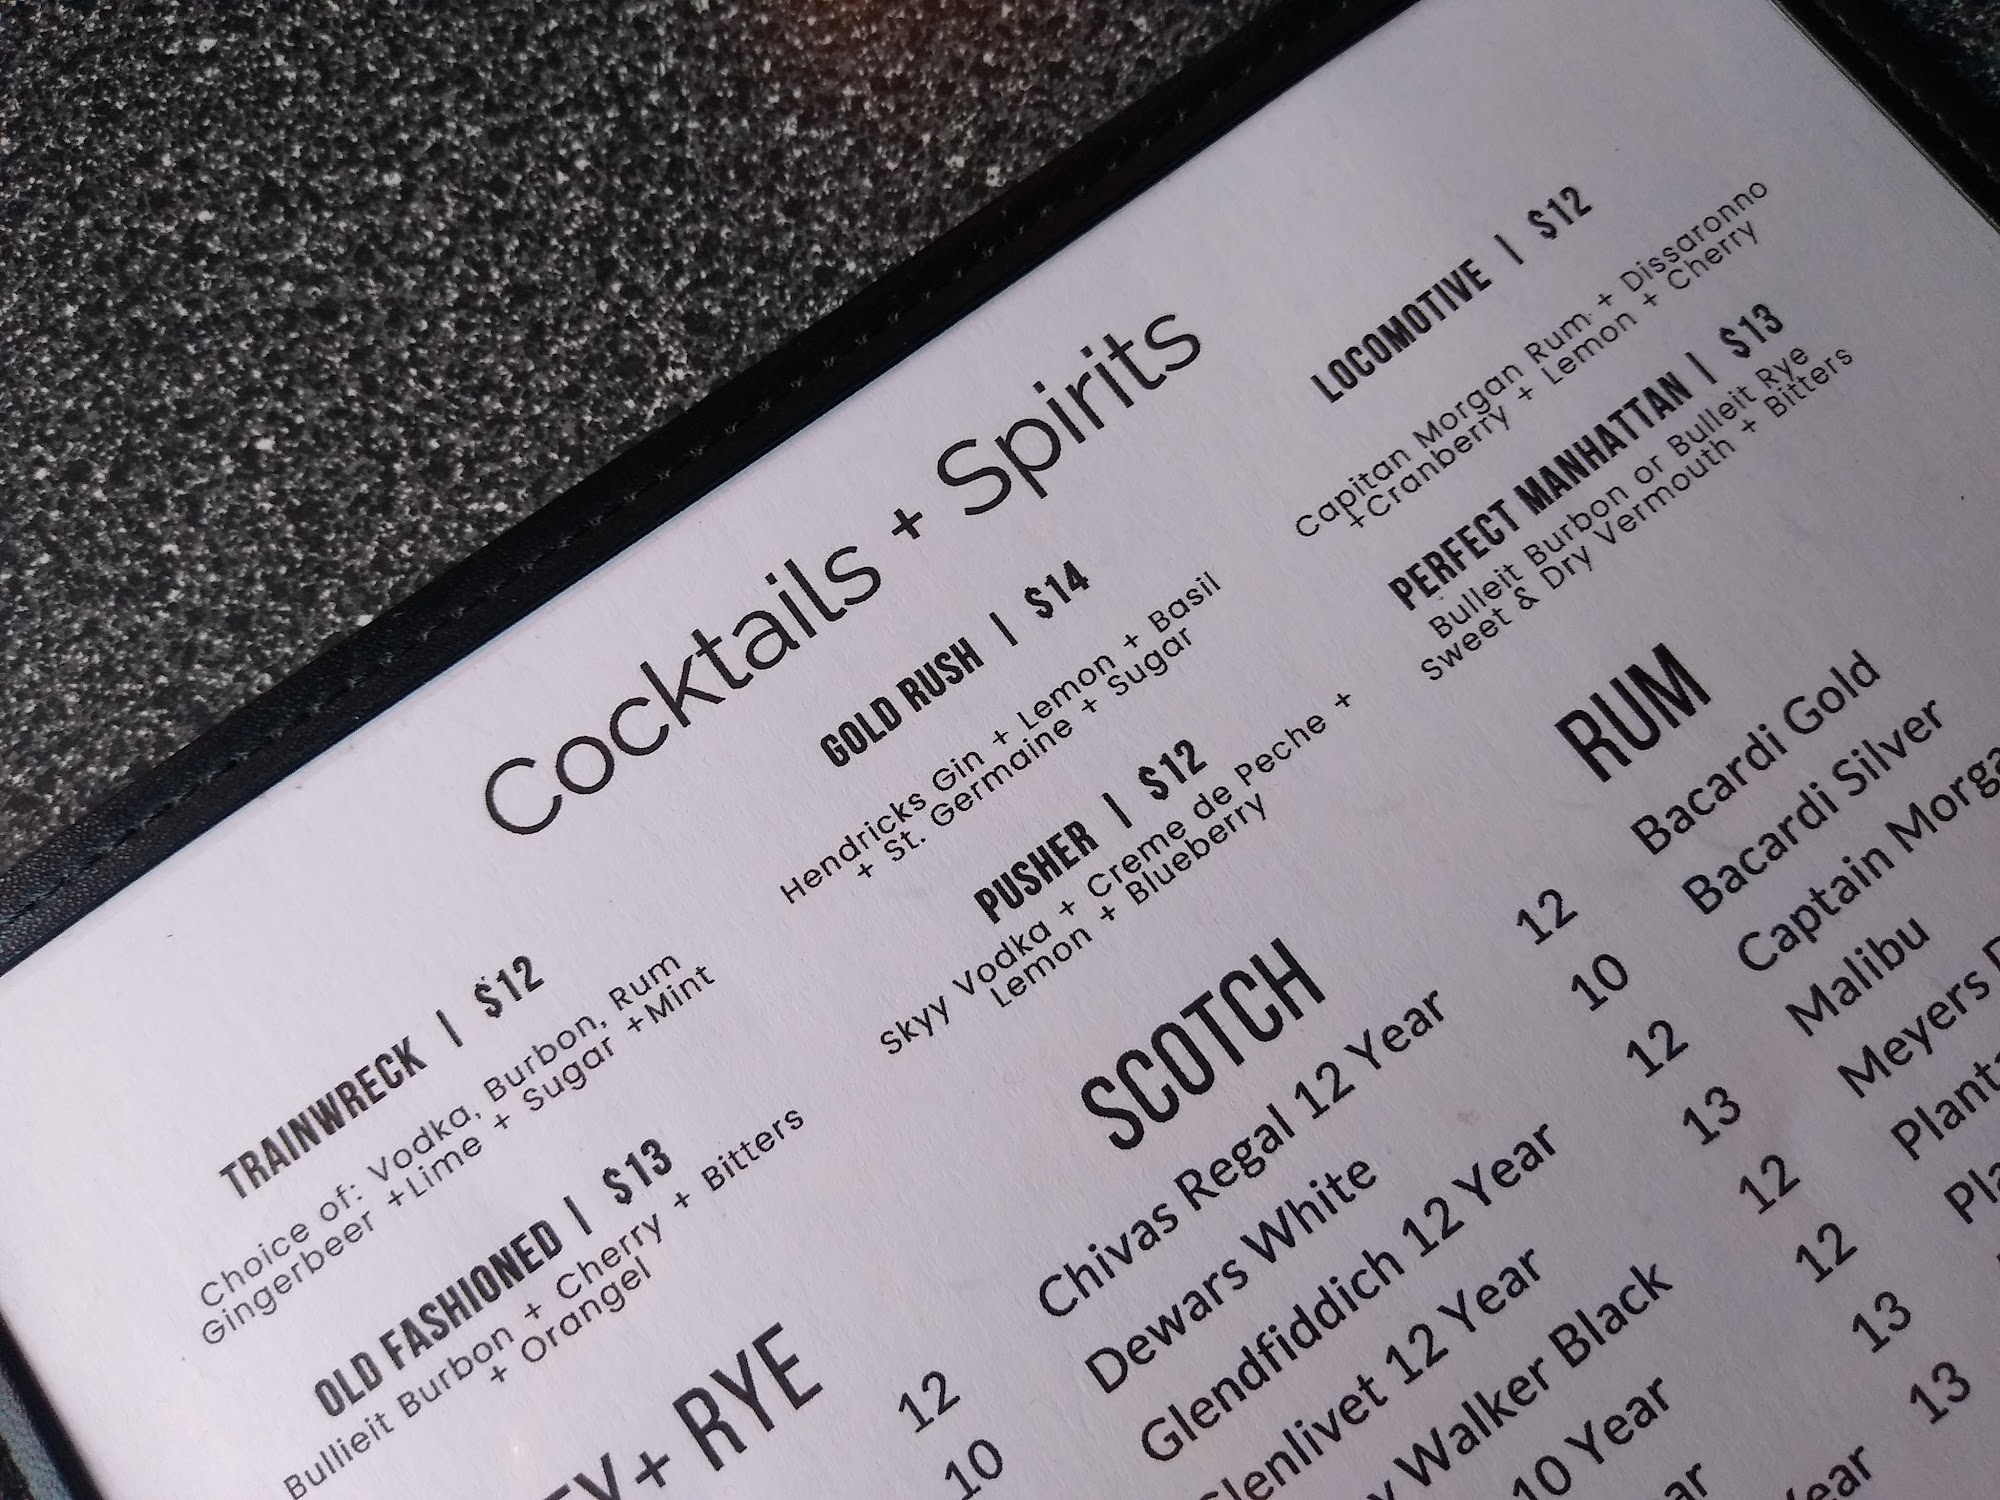 Cocktails + Spirits
TRAINWRECK | $12
Choice of: Vodka, Burbon, Rum
Gingerbeer +Lime + Sugar +Mint
OLD FASHIONED | $13
Bullieit Burbon + Cherry + Bitters
+ Orangel
GOLD RUSH | $14
Hendricks Gin + Lemon + Basil
+ St. Germaine + Sugar
PUSHER | $12
Skyy Vodka + Creme de Peche +
Lemon + Blueberry
LOCOMOTIVE | $12
Capitan Morgan Rum + Dissaronno
+Cranberry + Lemon + Cherry
PERFECT MANHATTAN | $13
Bulleit Burbon or Bulleit Rye
Sweet & Dry Vermouth + Bitters
+ RYE
12
10
SCOTCH
Chivas Regal 12 Year 12
Dewars White 10
Glendfiddich 12 Year 12
Glenlivet 12 Year 13
Walker Black 12
10 Year 12
13
Year 13
RUM
Bacardi Gold
Bacardi Silver
Captain
Malibu
Meyers